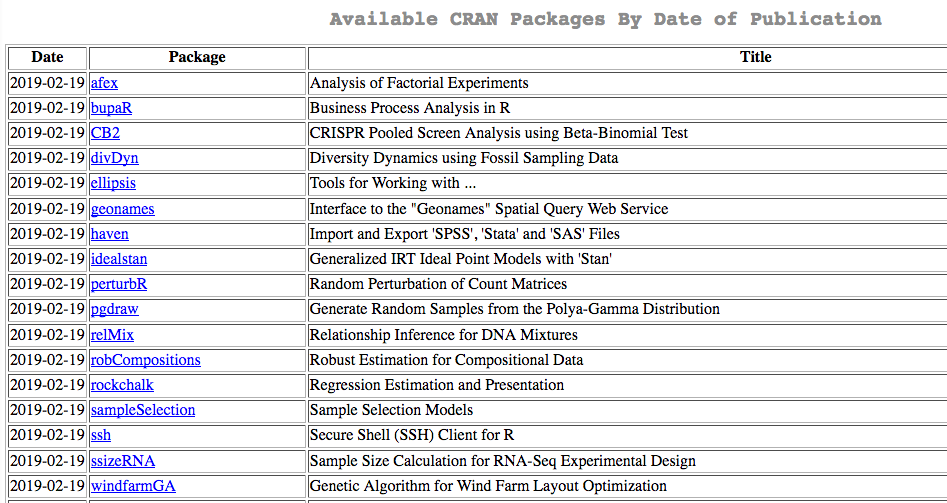 Available CRAN Packages By Date of Publication
Date Package Title
2019-02-19 afex Analysis of Factorial Experiments
2019-02-19 bupaR Business Process Analysis in R
2019-02-19 CB2 CRISPR Pooled Screen Analysis using Beta-Binomial Test
2019-02-19 divDyn Diversity Dynamics using Fossil Sampling Data
2019-02-19 ellipsis Tools for Working with ...
2019-02-19 geonames Interface to the "Geonames" Spatial Query Web Service
2019-02-19 haven Import and Export 'SPSS', 'Stata' and 'SAS' Files
2019-02-19 idealstan Generalized IRT Ideal Point Models with 'Stan'
2019-02-19 perturbR Random Perturbation of Count Matrices
2019-02-19 pgdraw Generate Random Samples from the Polya-Gamma Distribution
2019-02-19 relMix Relationship Inference for DNA Mixtures
2019-02-19 robCompositions Robust Estimation for Compositional Data
2019-02-19 rockchalk Regression Estimation and Presentation
2019-02-19 sampleSelection Sample Selection Models
2019-02-19 ssh Secure Shell (SSH) Client for R
2019-02-19 ssizeRNA Sample Size Calculation for RNA-Seq Experimental Design
2019-02-19 windfarmGA Genetic Algorithm for Wind Farm Layout Optimization